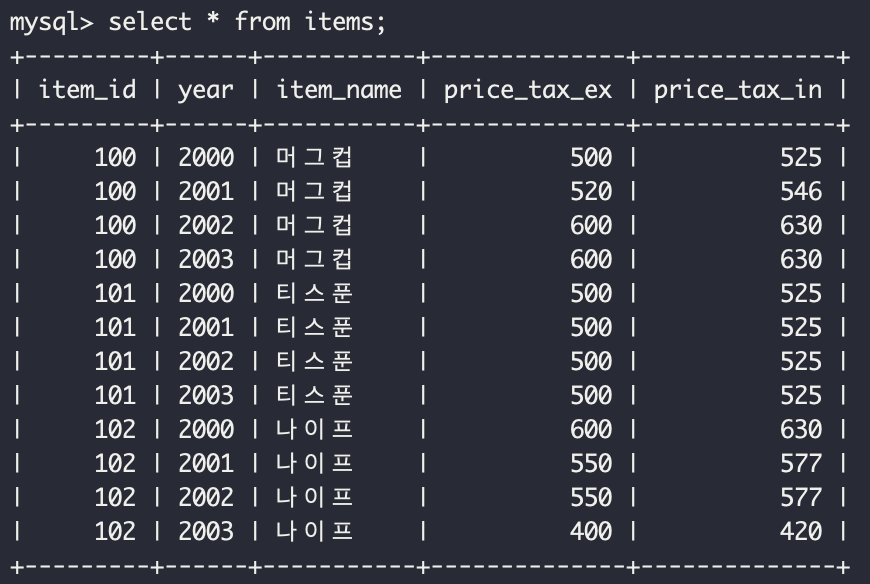 mysql> select * from items;
+---------+------+-----------+--------------+--------------+
| item_id | year | item_name | price_tax_ex | price_tax_in |
+---------+------+-----------+--------------+--------------+
| 100 | 2000 | 머그컵 | 500 | 525 |
| 100 | 2001 | 머그컵 | 520 | 546 |
| 100 | 2002 | 머그컵 | 600 | 630 |
| 100 | 2003 | 머그컵 | 600 | 630 |
| 101 | 2000 | 티스푼 | 500 | 525 |
| 101 | 2001 | 티스푼 | 500 | 525 |
| 101 | 2002 | 티스푼 | 500 | 525 |
| 101 | 2003 | 티스푼 | 500 | 525 |
| 102 | 2000 | 나이프 | 600 | 630 |
| 102 | 2001 | 나이프 | 550 | 577 |
| 102 | 2002 | 나이프 | 550 | 577 |
| 102 | 2003 | 나이프 | 400 | 420 |
+---------+------+-----------+--------------+--------------+